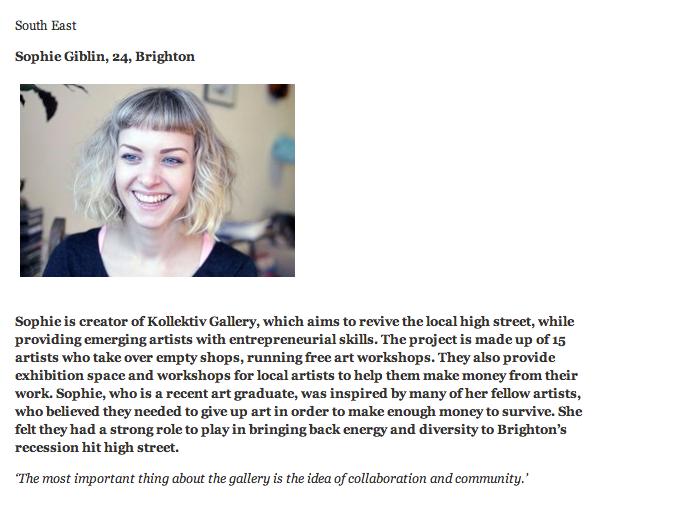 South East
Sophie Giblin, 24, Brighton
Sophie is creator of Kollektiv Gallery, which aims to revive the local high street, while
providing emerging artists with entrepreneurial skills. The project is made up of 15
artists who take over empty shops, running free art workshops. They also provide
exhibition space and workshops for local artists to help them make money from their
work. Sophie, who is a recent art graduate, was inspired by many of her fellow artists,
who believed they needed to give up art in order to make enough money to survive. She
felt they had a strong role to play in bringing back energy and diversity to Brighton’s
recession hit high street.
‘The most important thing about the gallery is the idea of collaboration and community.’